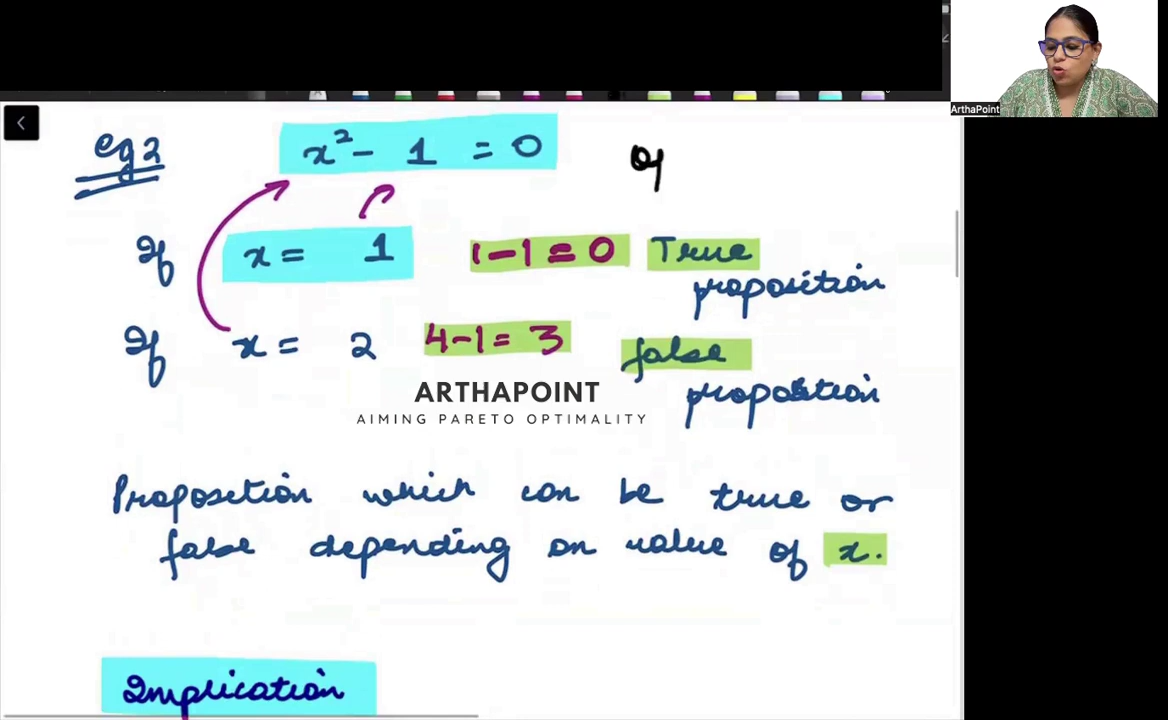 ArthaPoint
eg 2
x² - 1 = 0
If x = 1 1-1=0 True
proposition
If x = 2 4-1= 3 false
proposition
ARTHAPOINT
AIMING PARETO OPTIMALITY
Proposition which can be true or
false depending on value of x.
Implication